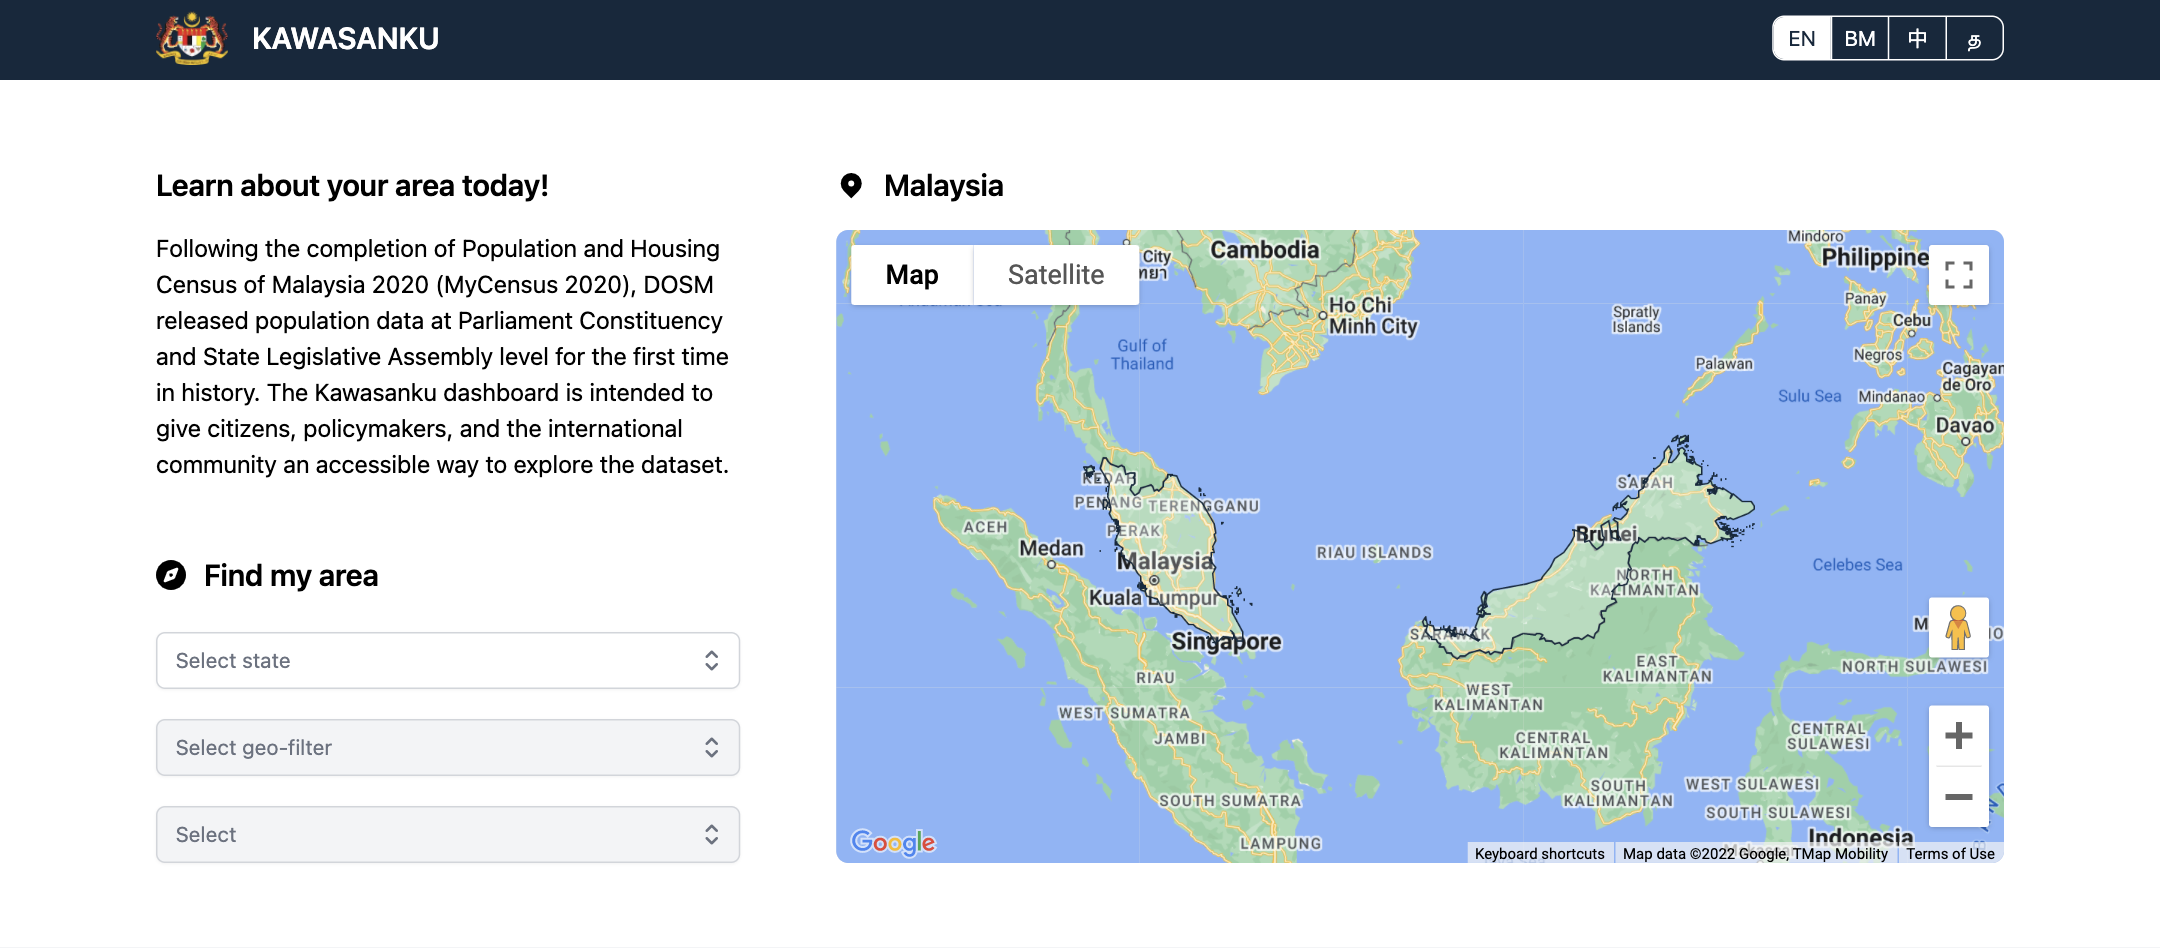 KAWASANKU
EN
BM
中
த
Learn about your area today!
Following the completion of Population and Housing
Census of Malaysia 2020 (MyCensus 2020), DOSM
released population data at Parliament Constituency
and State Legislative Assembly level for the first time
in history. The Kawasanku dashboard is intended to
give citizens, policymakers, and the international
community an accessible way to explore the dataset.
Find my area
Select state
Select geo-filter
Select
Malaysia
Map
Satellite
City
Cambodia
Ho Chi
Minh City
Gulf of
Thailand
Spratly
Islands
Mindoro
Philippine
Panay
Cebu
Negros
Palawan
Cagayan
de Oro
Sulu Sea
Mindanao
Davao
KEDAH
PENANG
TERENGGANU
PERAK
ACEH
Medan
Malaysia
Kuala Lumpur
Singapore
RIAU ISLANDS
SABAH
Brunei
Celebes Sea
NORTH
KALIMANTAN
SARAWAK
RIAU
WEST SUMATRA
JAMBI
SOUTH SUMATRA
LAMPUNG
WEST
KALIMANTAN
EAST
KALIMANTAN
CENTRAL
KALIMANTAN
SOUTH
KALIMANTAN
NORTH SULAWESI
CENTRAL
SULAWESI
WEST SULAWESI
SOUTH SULAWESI
Indonesia
Google
Keyboard shortcuts
Map data ©2022 Google, TMap Mobility
Terms of Use